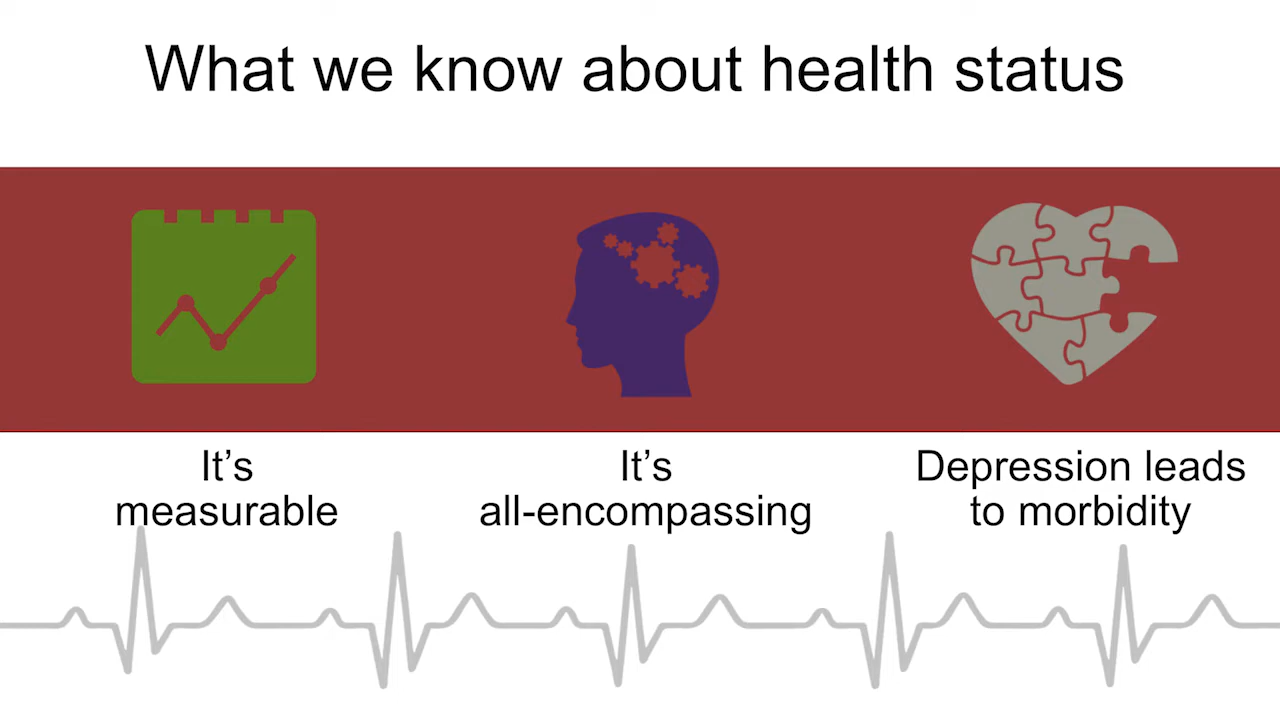 What we know about health status
It’s
measurable
It’s
all-encompassing
Depression leads
to morbidity